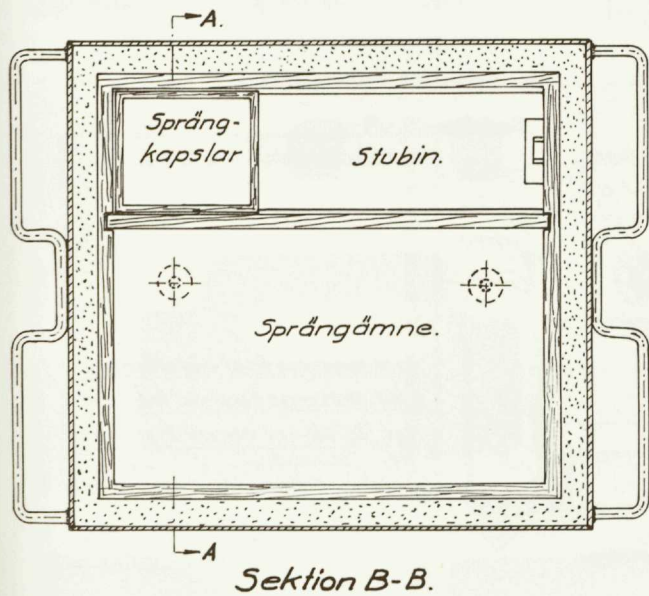 A.
Spräng-
kapslar
Stubin.
Sprängämne.
A
Sektion B-B.